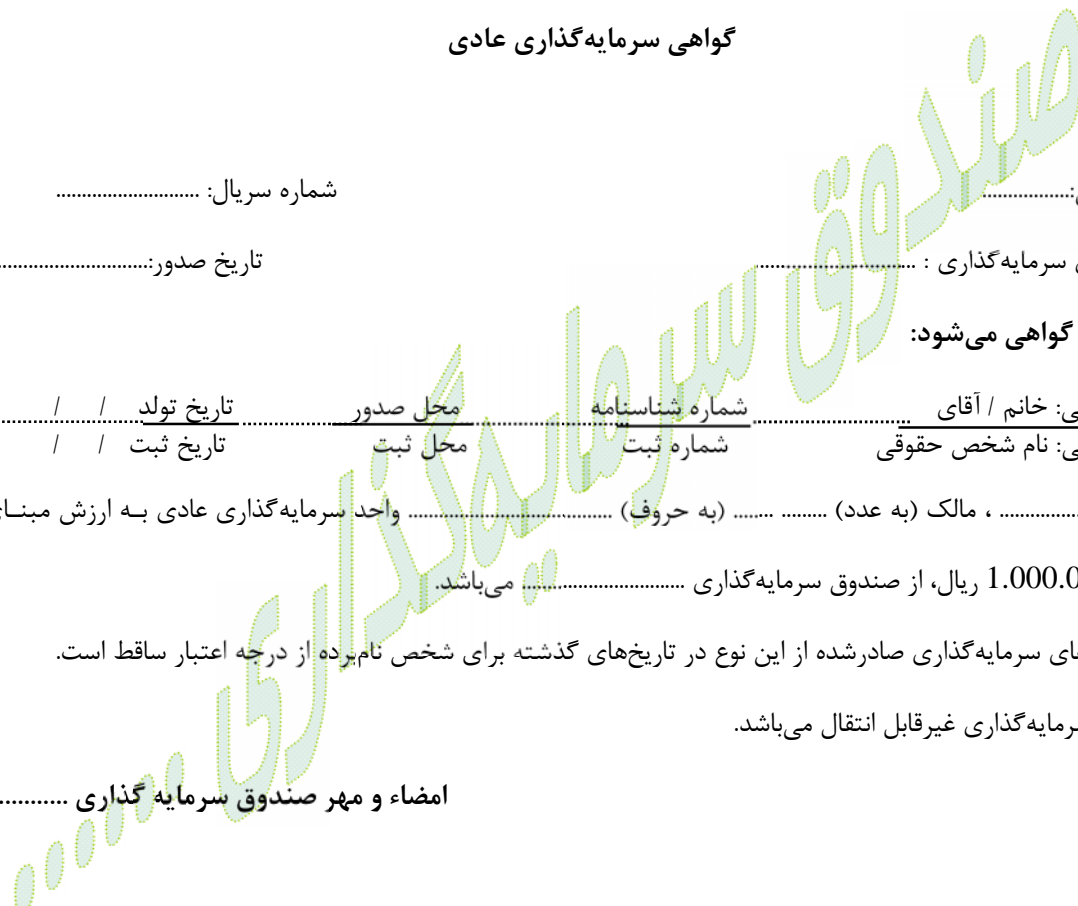 گواهی سرمایه‌گذاری عادی
:................ شماره سریال: ............................
سرمایه‌گذاری : ............................... تاریخ صدور:..............................
گواهی می‌شود:
خانم / آقای ............................... شماره شناسنامه ............................... محل صدور ..................... تاریخ تولد / / .......
نام شخص حقوقی شماره ثبت محل ثبت تاریخ ثبت / /
................ ، مالک (به عدد) ......... ........ (به حروف) ........................................ واحد سرمایه‌گذاری عادی بـه ارزش
ریال، از صندوق سرمایه‌گذاری ................................ می‌باشد.
سرمایه‌گذاری صادرشده از این نوع در تاریخ‌های گذشته برای شخص نام‌برده از درجه اعتبار ساقط است.
غیرقابل انتقال می‌باشد.
امضاء و مهر صندوق سرمایه گذاری ...........
صندوق سرمایه‌گذاری ......